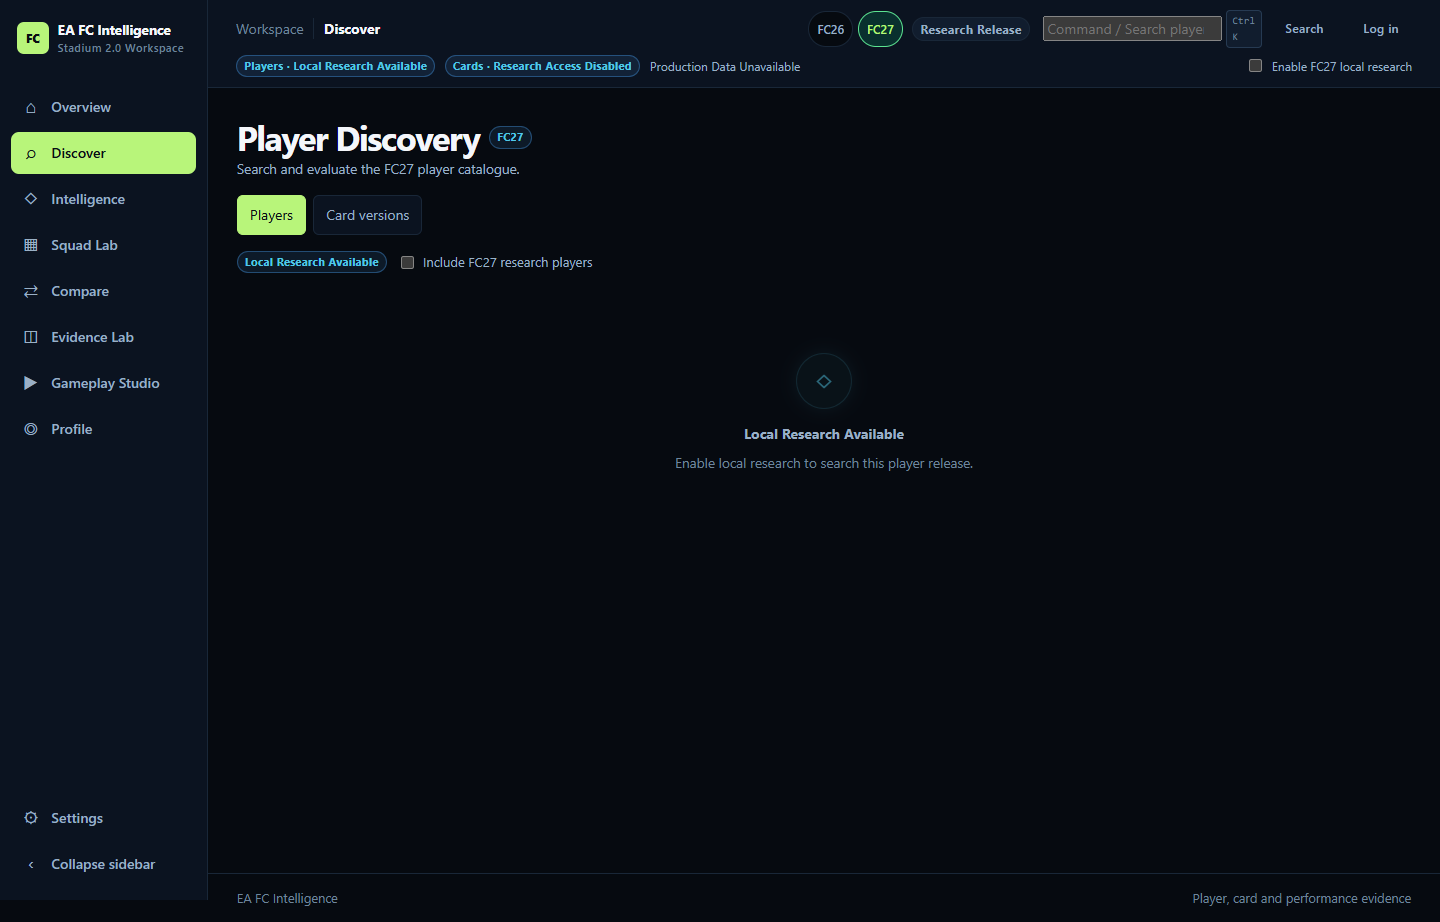 FC
EA FC Intelligence
Stadium 2.0 Workspace
Overview
Discover
Intelligence
Squad Lab
Compare
Evidence Lab
Gameplay Studio
Profile
Settings
Collapse sidebar
Workspace
Discover
FC26
FC27
Research Release
Command / Search playe
Ctrl
K
Search
Log in
Players · Local Research Available
Cards · Research Access Disabled
Production Data Unavailable
Enable FC27 local research
Player Discovery
FC27
Search and evaluate the FC27 player catalogue.
Players
Card versions
Local Research Available
Include FC27 research players
Local Research Available
Enable local research to search this player release.
EA FC Intelligence
Player, card and performance evidence